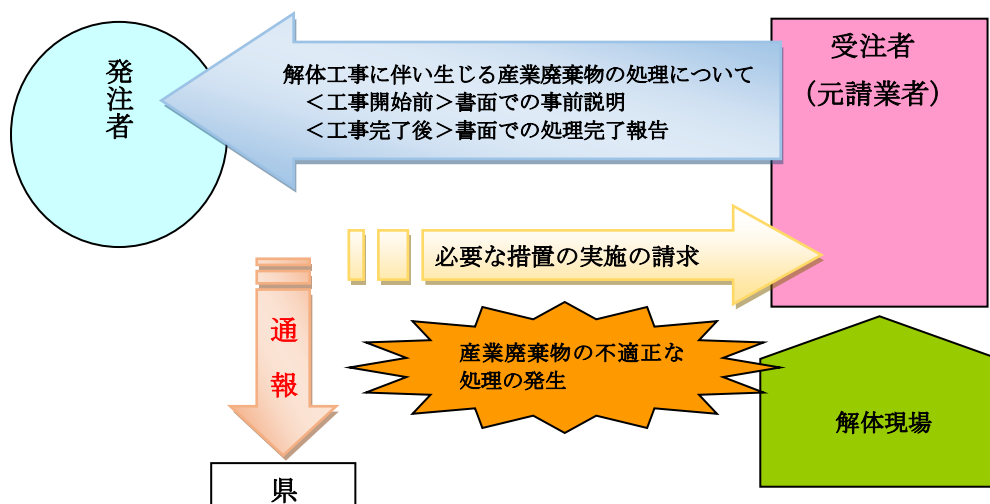 発注者
解体工事に伴い生じる産業廃棄物の処理について
＜工事開始前＞書面での事前説明
＜工事完了後＞書面での処理完了報告
受注者
（元請業者）
必要な措置の実施の請求
通報
産業廃棄物の不適正な
処理の発生
解体現場
県